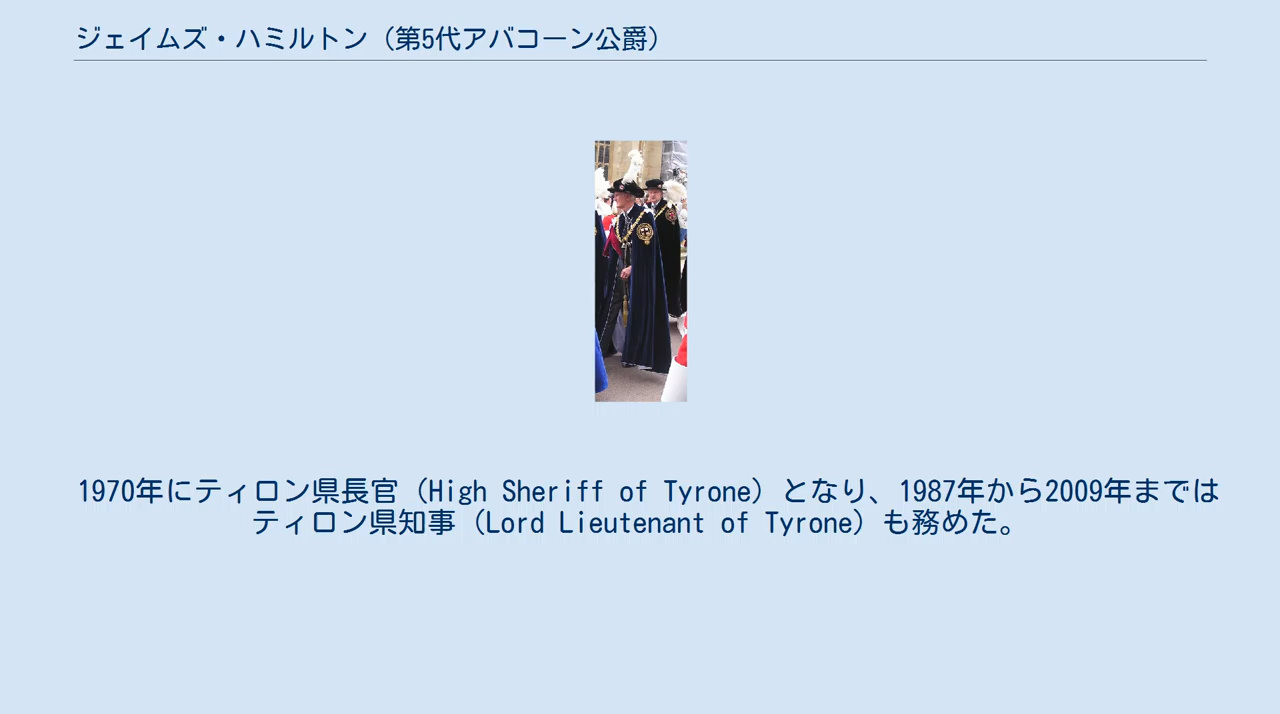 ジェイムズ・ハミルトン（第5代アバコーン公爵）
1970年にティロン県長官（High Sheriff of Tyrone）となり、1987年から2009年までは
ティロン県知事（Lord Lieutenant of Tyrone）も務めた。